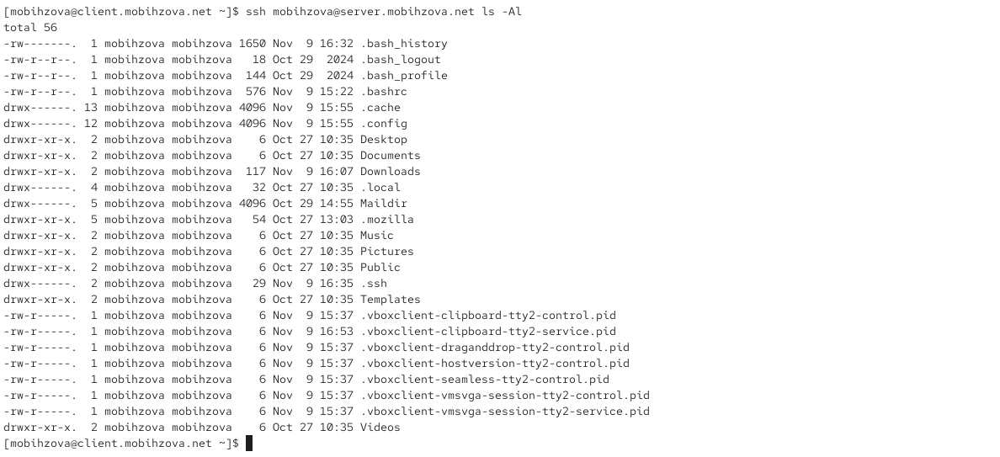 [mobihzova@client.mobihzova.net ~]$ ssh mobihzova@server.mobihzova.net ls -Al
total 56
-rw-------.  1 mobihzova mobihzova 1650 Nov  9 16:32 .bash_history
-rw-r--r--.  1 mobihzova mobihzova   18 Oct 29  2024 .bash_logout
-rw-r--r--.  1 mobihzova mobihzova  144 Oct 29  2024 .bash_profile
-rw-r--r--.  1 mobihzova mobihzova  576 Nov  9 15:22 .bashrc
drwx------. 13 mobihzova mobihzova 4096 Nov  9 15:55 .cache
drwx------. 12 mobihzova mobihzova 4096 Nov  9 15:55 .config
drwxr-xr-x.  2 mobihzova mobihzova    6 Oct 27 10:35 Desktop
drwxr-xr-x.  2 mobihzova mobihzova    6 Oct 27 10:35 Documents
drwxr-xr-x.  2 mobihzova mobihzova  117 Nov  9 16:07 Downloads
drwx------.  4 mobihzova mobihzova   32 Oct 27 10:35 .local
drwx------.  5 mobihzova mobihzova 4096 Oct 29 14:55 Maildir
drwxr-xr-x.  5 mobihzova mobihzova   54 Oct 27 13:03 .mozilla
drwxr-xr-x.  2 mobihzova mobihzova    6 Oct 27 10:35 Music
drwxr-xr-x.  2 mobihzova mobihzova    6 Oct 27 10:35 Pictures
drwxr-xr-x.  2 mobihzova mobihzova    6 Oct 27 10:35 Public
drwx------.  2 mobihzova mobihzova   29 Nov  9 16:35 .ssh
drwxr-xr-x.  2 mobihzova mobihzova    6 Oct 27 10:35 Templates
-rw-r-----.  1 mobihzova mobihzova    6 Nov  9 15:37 .vboxclient-clipboard-tty2-control.pid
-rw-r-----.  1 mobihzova mobihzova    6 Nov  9 16:53 .vboxclient-clipboard-tty2-service.pid
-rw-r-----.  1 mobihzova mobihzova    6 Nov  9 15:37 .vboxclient-draganddrop-tty2-control.pid
-rw-r-----.  1 mobihzova mobihzova    6 Nov  9 15:37 .vboxclient-hostversion-tty2-control.pid
-rw-r-----.  1 mobihzova mobihzova    6 Nov  9 15:37 .vboxclient-seamless-tty2-control.pid
-rw-r-----.  1 mobihzova mobihzova    6 Nov  9 15:37 .vboxclient-vmsvga-session-tty2-control.pid
-rw-r-----.  1 mobihzova mobihzova    6 Nov  9 15:37 .vboxclient-vmsvga-session-tty2-service.pid
drwxr-xr-x.  2 mobihzova mobihzova    6 Oct 27 10:35 Videos
[mobihzova@client.mobihzova.net ~]$